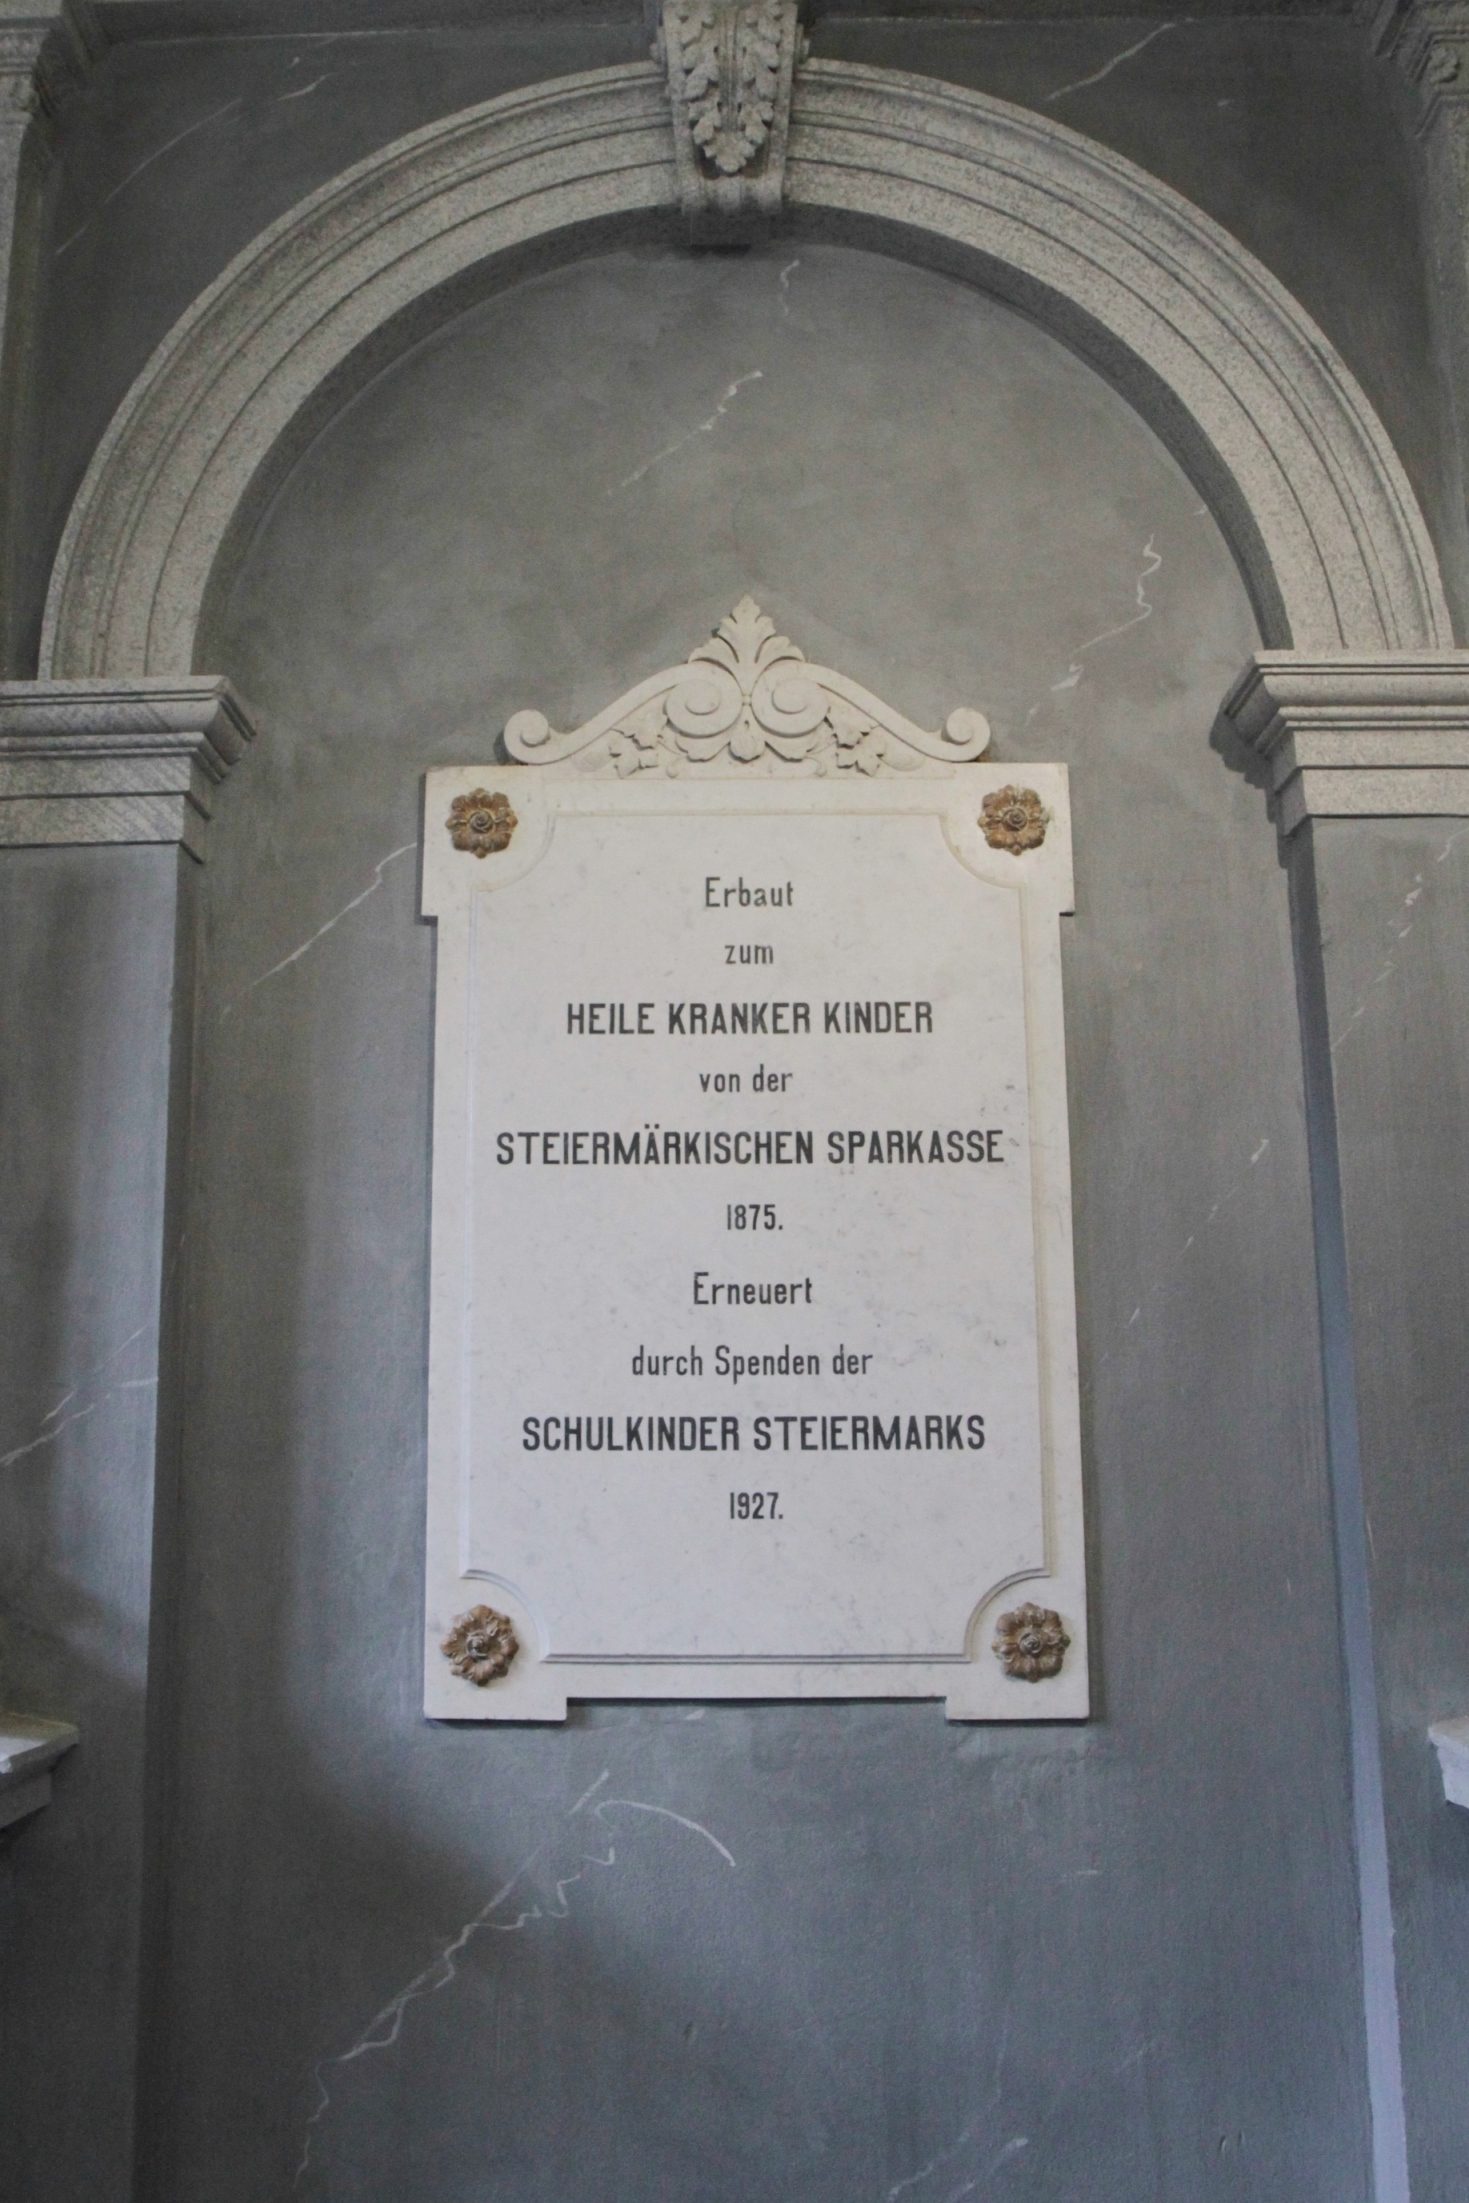 Erbaut
zum
HEILE KRANKER KINDER
von der
STEIERMÄRKISCHEN SPARKASSE
1875.
Erneuert
durch Spenden der
SCHULKINDER STEIERMARKS
1927.